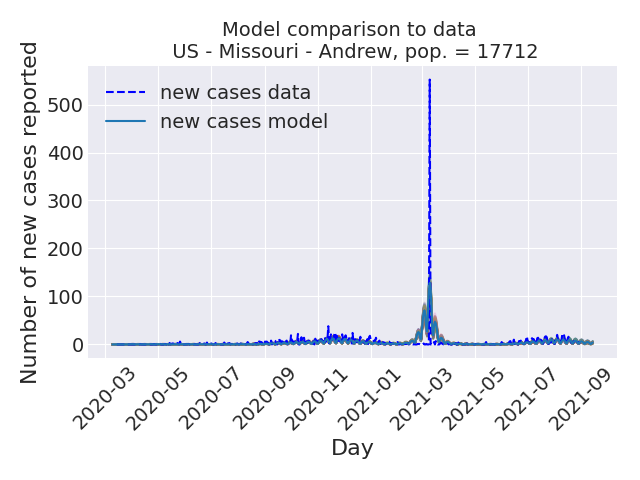 Model comparison to data
US - Missouri - Andrew, pop. = 17712
Number of new cases reported
500
400
300
200
100
0
new cases data
new cases model
2020-03
2020-05
2020-07
2020-09
2020-11
2021-01
2021-03
2021-05
2021-07
2021-09
Day